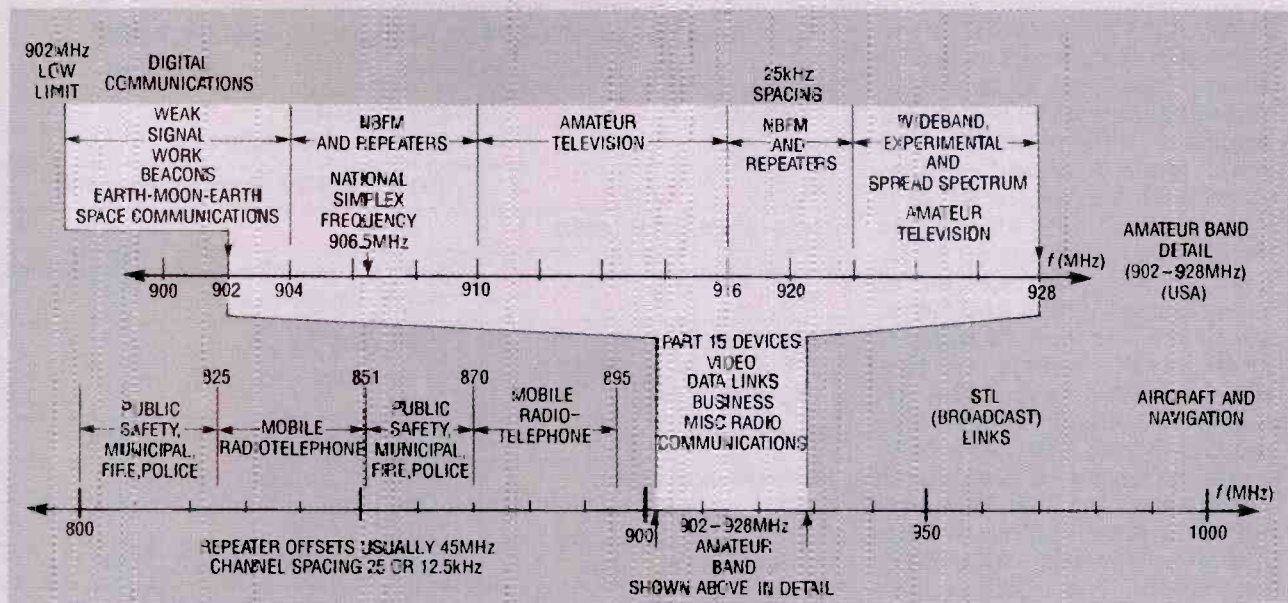 902MHz
LOW
LIMIT
DIGITAL
COMMUNICATIONS
WEAK
SIGNAL
WORK
BEACONS
EARTH-MOON-EARTH
SPACE COMMUNICATIONS
NBFM
AND REPEATERS
NATIONAL
SIMPLEX
FREQUENCY
906.5MHz
AMATEUR
TELEVISION
25kHz
SPACING
NBFM
AND
REPEATERS
WIDEBAND,
EXPERIMENTAL
AND
SPREAD SPECTRUM
AMATEUR
TELEVISION
AMATEUR BAND
DETAIL
(902-928MHz)
(USA)
f (MHz)
900 902 904 910 916 920 928
825 851 870 895
PUBLIC
SAFETY,
MUNICIPAL,
FIRE, POLICE
MOBILE
RADIOTELEPHONE
PUBLIC
SAFETY,
MUNICIPAL,
FIRE, POLICE
MOBILE
RADIO-
TELEPHONE
PART 15 DEVICES
VIDEO
DATA LINKS
BUSINESS
MISC RADIO
COMMUNICATIONS
STL
(BROADCAST)
LINKS
AIRCRAFT AND
NAVIGATION
f (MHz)
800 900 950 1000
REPEATER OFFSETS USUALLY 45MHz
CHANNEL SPACING 25 OR 12.5kHz
902-928MHz
AMATEUR
BAND
SHOWN ABOVE IN DETAIL